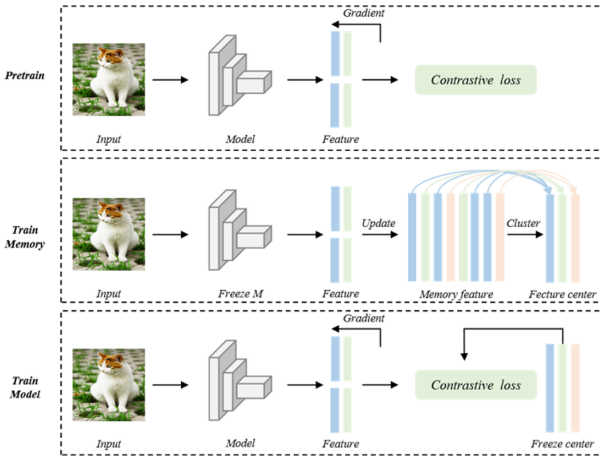 Gradient
Pretrain
Contrastive loss
Input
Model
Feature
Train
Memory
Update
Cluster
Input
Freeze M
Feature
Memory feature
Fecture center
Gradient
Train
Model
Contrastive loss
Input
Model
Feature
Freeze center